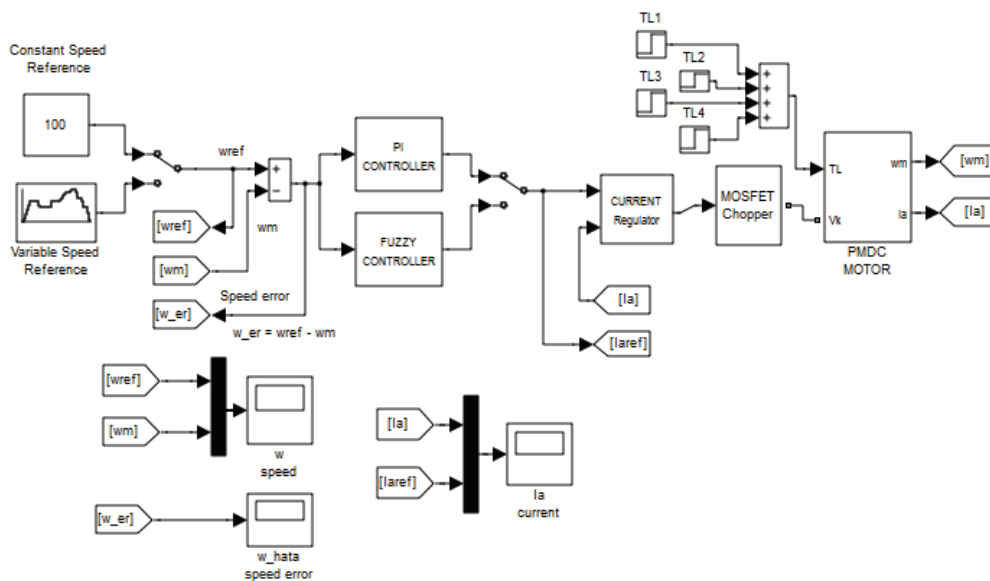 TL1
Constant Speed
Reference
TL2
TL3
100
TL4
wref
PI
CONTROLLER
+
+
+
+
+
−
TL
wm
[wm]
CURRENT
Regulator
MOSFET
Chopper
Vk
Ia
[Ia]
[wref]
wm
FUZZY
CONTROLLER
PMDC
MOTOR
Variable Speed
Reference
[wm]
Speed error
[Ia]
[w_er]
w_er = wref - wm
[Iaref]
[wref]
[wm]
w
speed
[Ia]
[Iaref]
Ia
current
[w_er]
w_hata
speed error